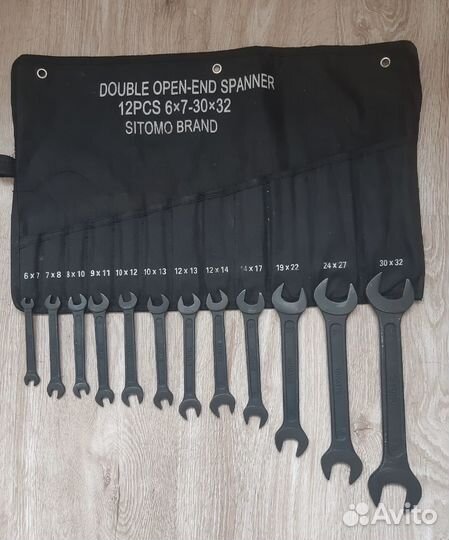 DOUBLE OPEN-END SPANNER
12PCS 6×7-30×32
SITOMO BRAND
6 x 7 7 x 8 8 x 10 9 x 11 10 x 12 10 x 13 12 x 13 12 x 14 14 x 17 19 x 22 24 x 27 30 x 32
Avito